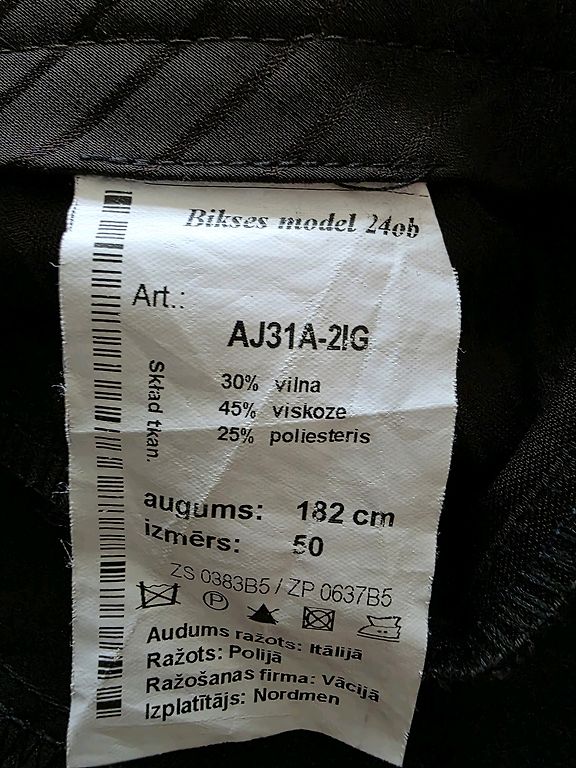 Bikses model 24ob
Art.:
AJ31A-2IG
Skład tkan.
30% vilna
45% viskoze
25% poliesteris
augums: 182 cm
izmērs: 50
ZS 0383B5 / ZP 0637B5
P
Audums ražots: Itālijā
Ražots: Polijā
Ražošanas firma: Vācijā
Izplatītājs: Nordmen